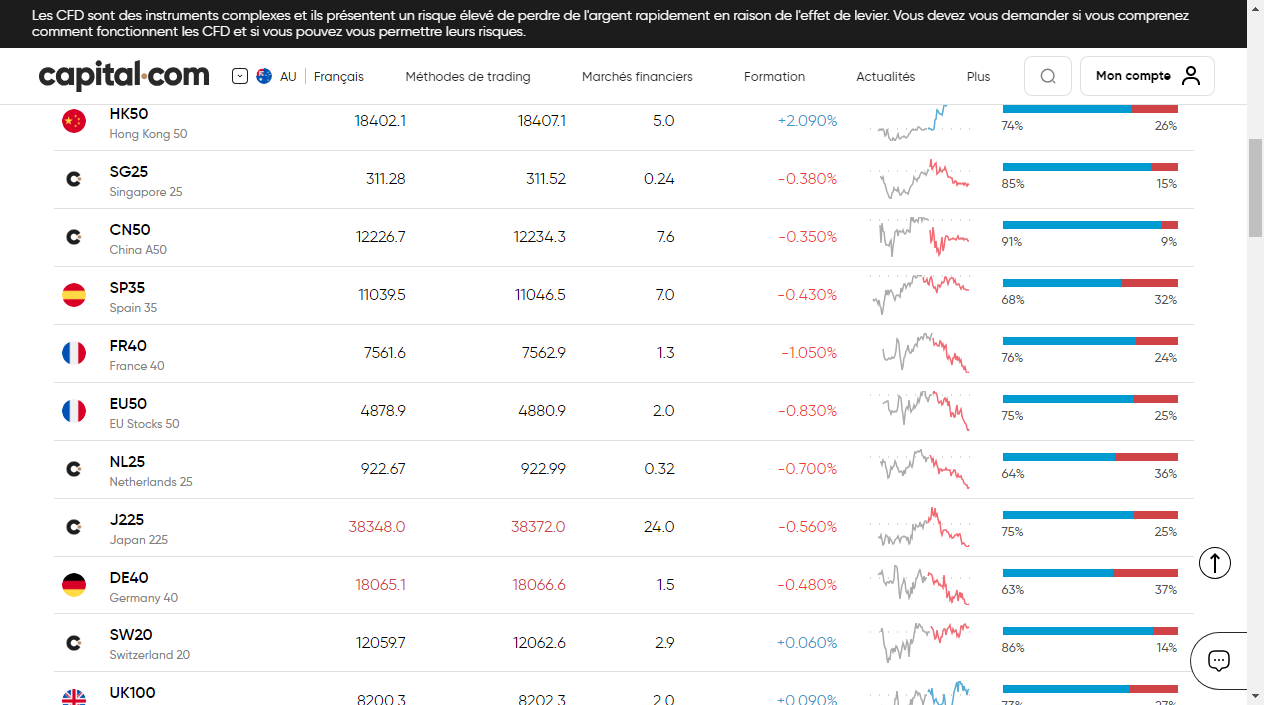 Les CFD sont des instruments complexes et ils présentent un risque élevé de perdre de l'argent rapidement en raison de l'effet de levier. Vous devez vous demander si vous comprenez
comment fonctionnent les CFD et si vous pouvez vous permettre leurs risques.
capital.com AU Français Méthodes de trading Marchés financiers Formation Actualités Plus Mon compte
HK50 18402.1 18407.1 5.0 +2.090%
Hong Kong 50 74% 26%
SG25 311.28 311.52 0.24 -0.380%
Singapore 25 85% 15%
CN50 12226.7 12234.3 7.6 -0.350%
China A50 91% 9%
SP35 11039.5 11046.5 7.0 -0.430%
Spain 35 68% 32%
FR40 7561.6 7562.9 1.3 -1.050%
France 40 76% 24%
EU50 4878.9 4880.9 2.0 -0.830%
EU Stocks 50 75% 25%
NL25 922.67 922.99 0.32 -0.700%
Netherlands 25 64% 36%
J225 38348.0 38372.0 24.0 -0.560%
Japan 225 75% 25%
DE40 18065.1 18066.6 1.5 -0.480%
Germany 40 63% 37%
SW20 12059.7 12062.6 2.9 +0.060%
Switzerland 20 86% 14%
UK100 8200.3 8202.3 2.0 +0.090%